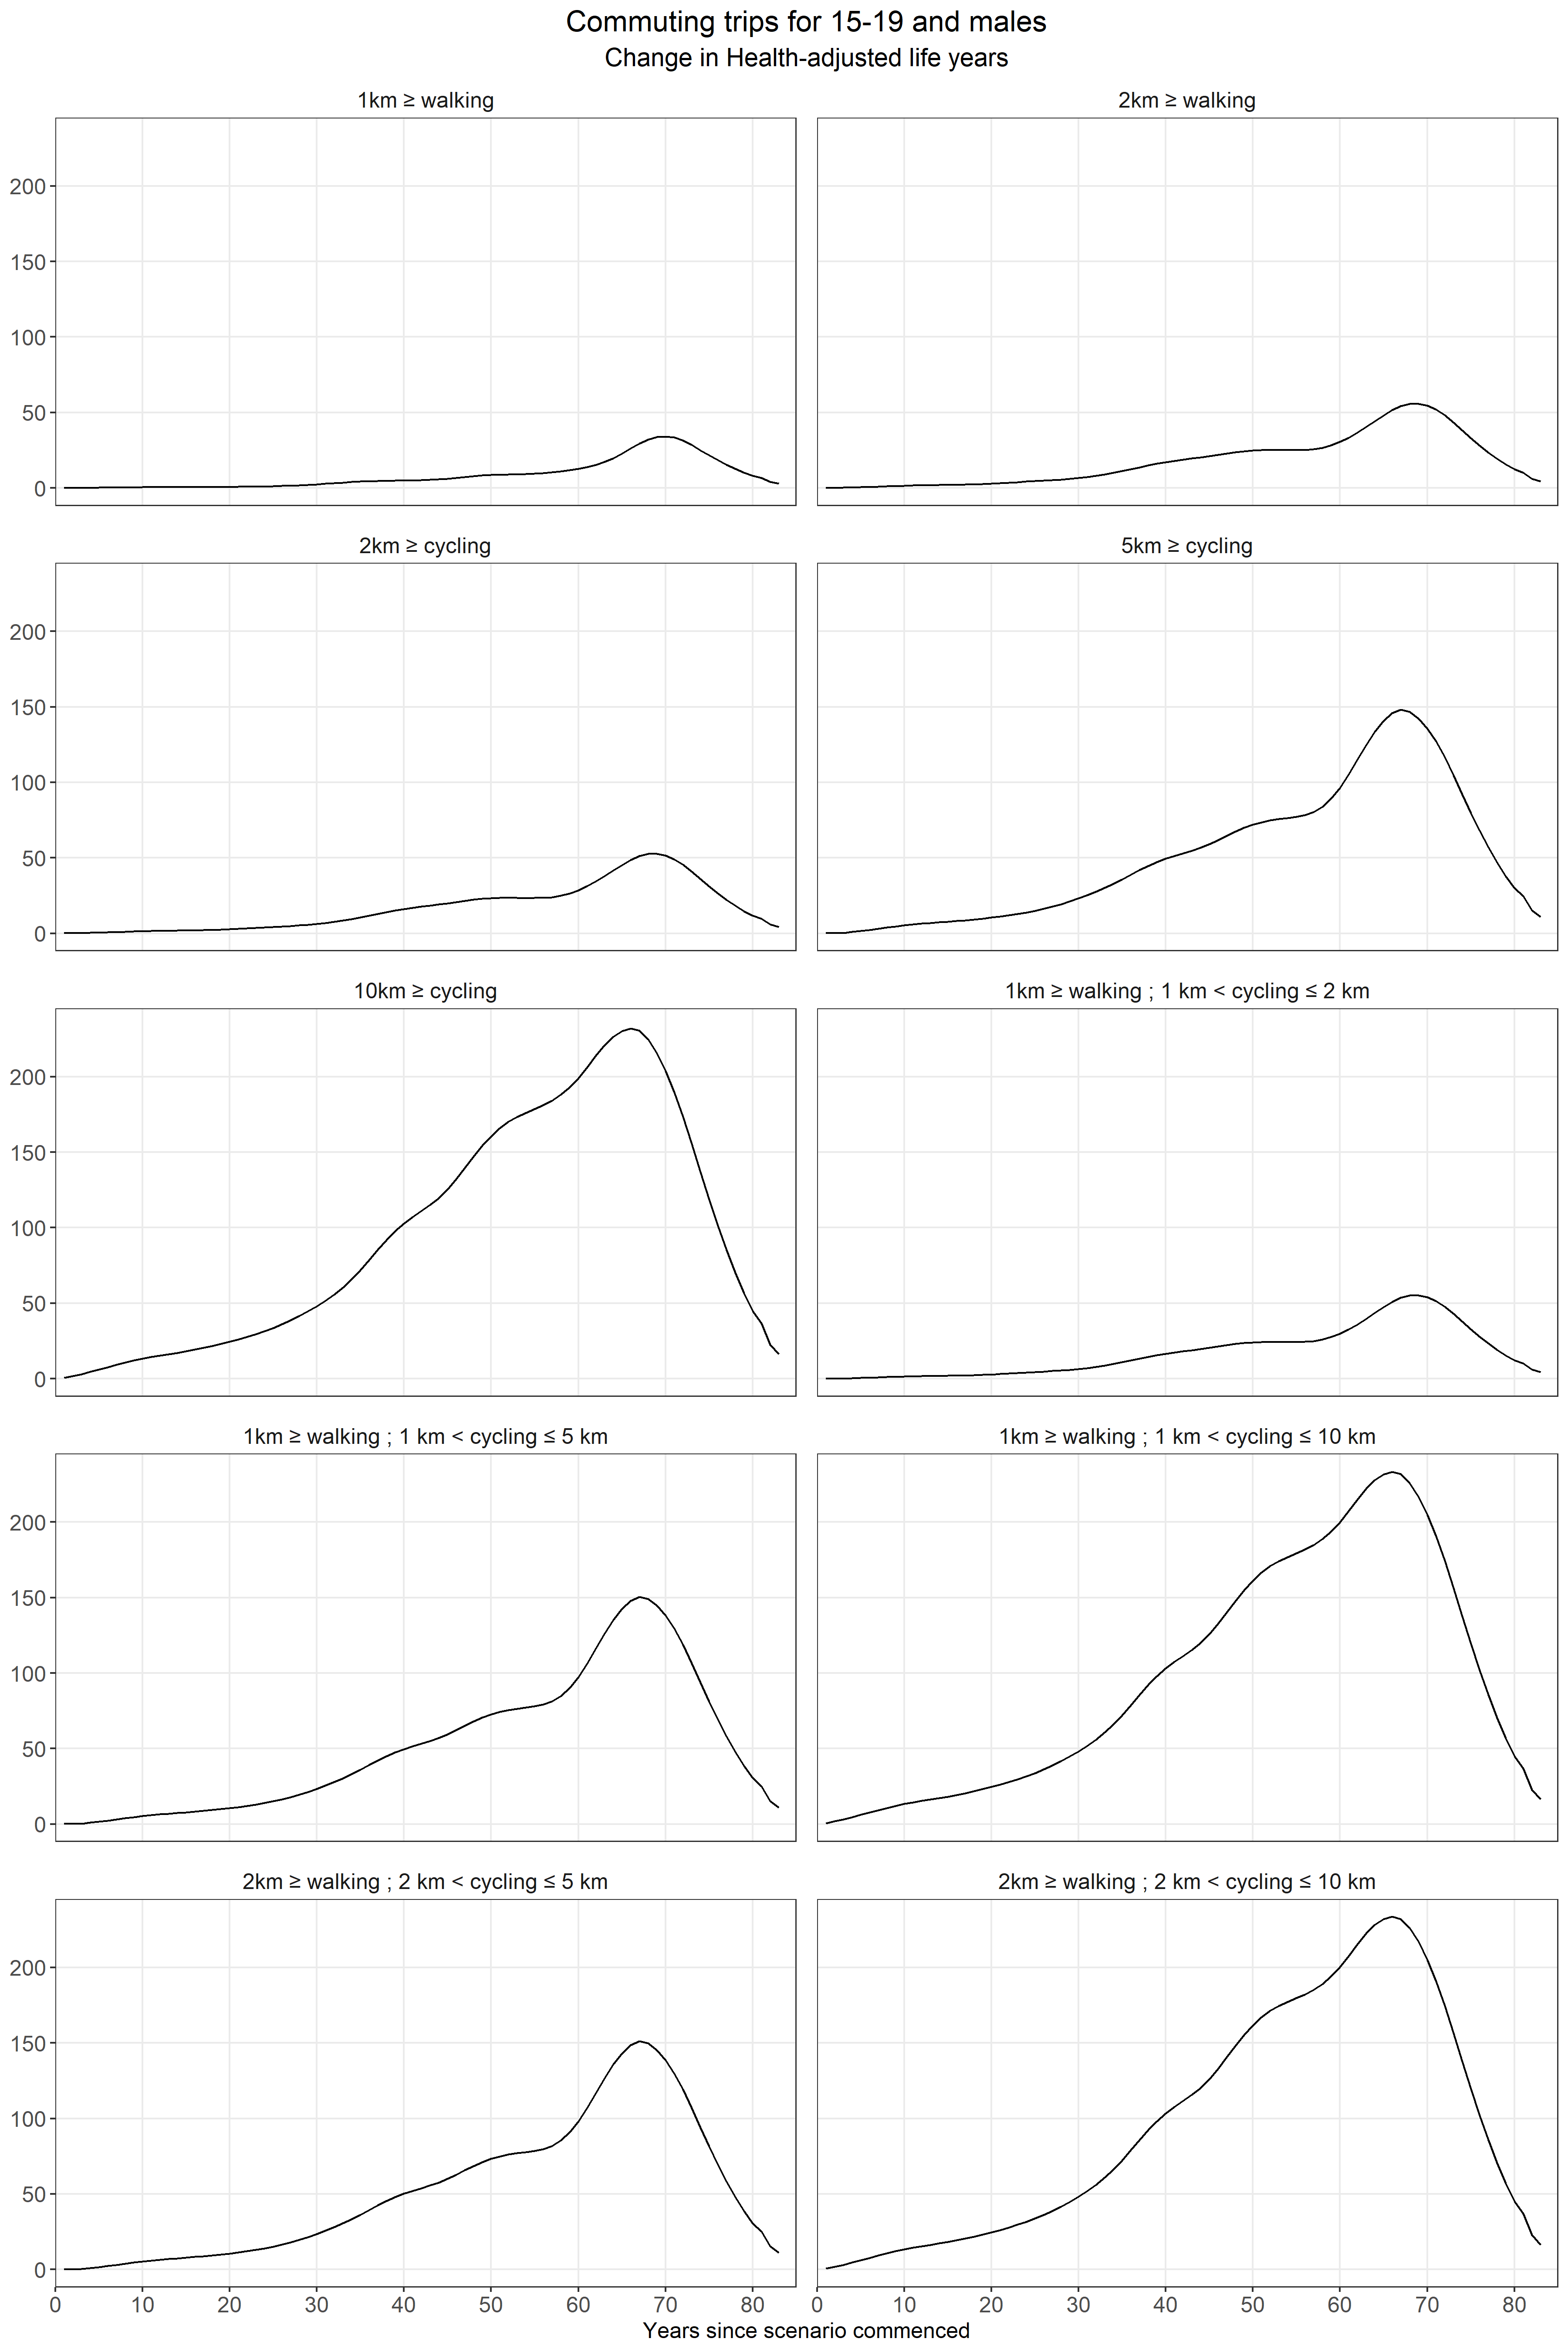 Commuting trips for 15-19 and males
Change in Health-adjusted life years
1km ≥ walking
2km ≥ walking
200
150
100
50
0
2km ≥ cycling
5km ≥ cycling
200
150
100
50
0
10km ≥ cycling
1km ≥ walking ; 1 km < cycling ≤ 2 km
200
150
100
50
0
1km ≥ walking ; 1 km < cycling ≤ 5 km
1km ≥ walking ; 1 km < cycling ≤ 10 km
200
150
100
50
0
2km ≥ walking ; 2 km < cycling ≤ 5 km
2km ≥ walking ; 2 km < cycling ≤ 10 km
200
150
100
50
0
0 10 20 30 40 50 60 70 80
0 10 20 30 40 50 60 70 80
Years since scenario commenced